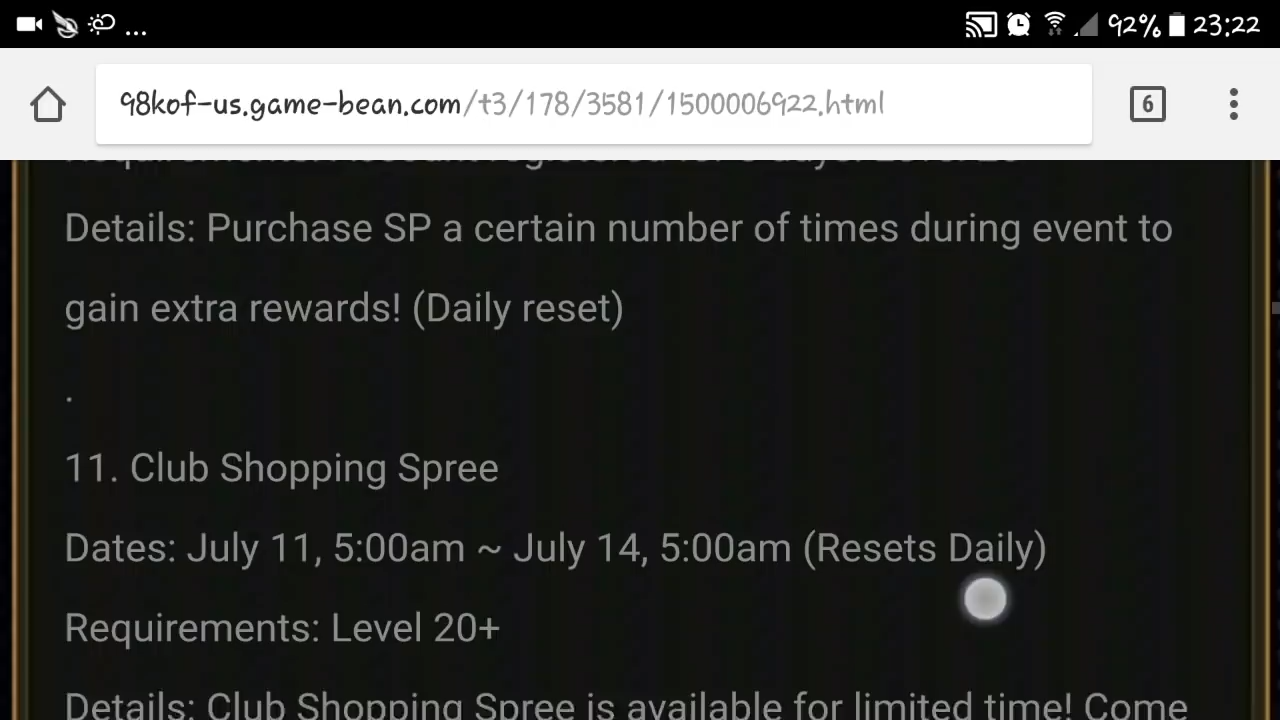 ... 92% 23:22
98kof-us.game-bean.com/t3/178/3581/1500006922.html 6
Details: Purchase SP a certain number of times during event to
gain extra rewards! (Daily reset)
.
11. Club Shopping Spree
Dates: July 11, 5:00am ~ July 14, 5:00am (Resets Daily)
Requirements: Level 20+
Details: Club Shopping Spree is available for limited time! Come